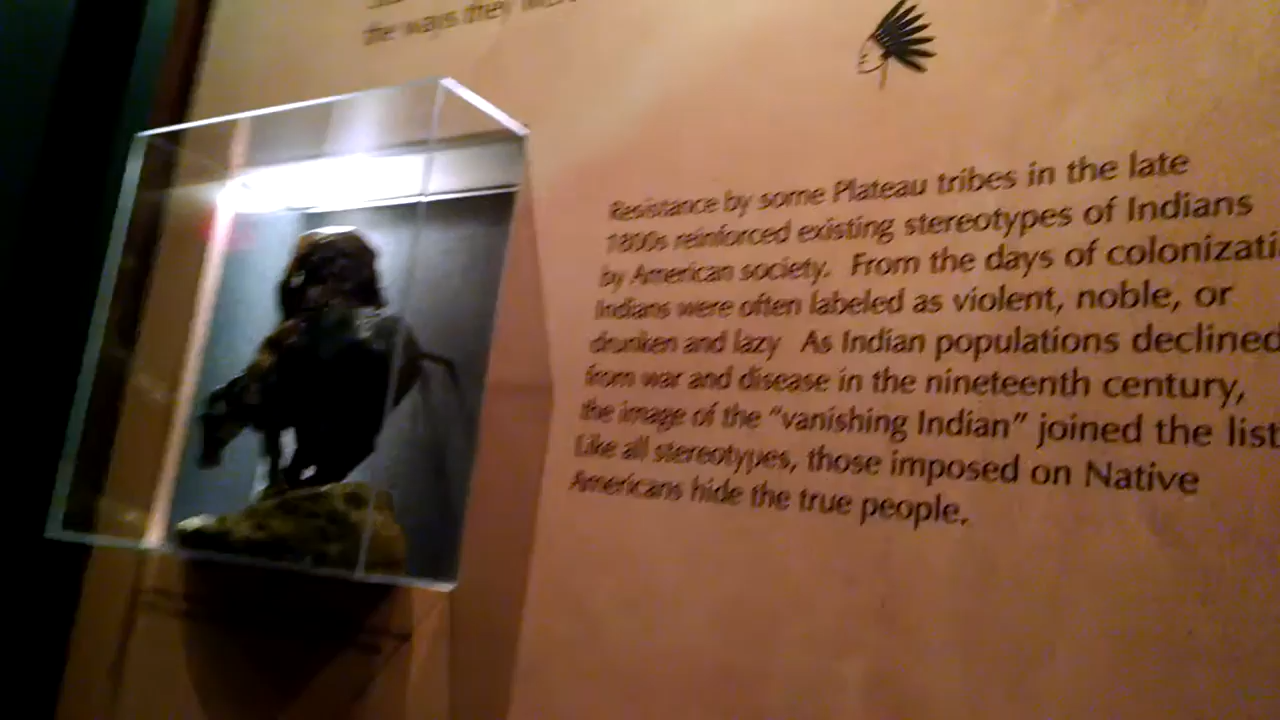 the ways they
Resistance by some Plateau tribes in the late
1800s reinforced existing stereotypes of Indians
by American society. From the days of colonizati
Indians were often labeled as violent, noble, or
drunken and lazy As Indian populations declined
from war and disease in the nineteenth century,
the image of the "vanishing Indian" joined the list
Like all stereotypes, those imposed on Native
Americans hide the true people.